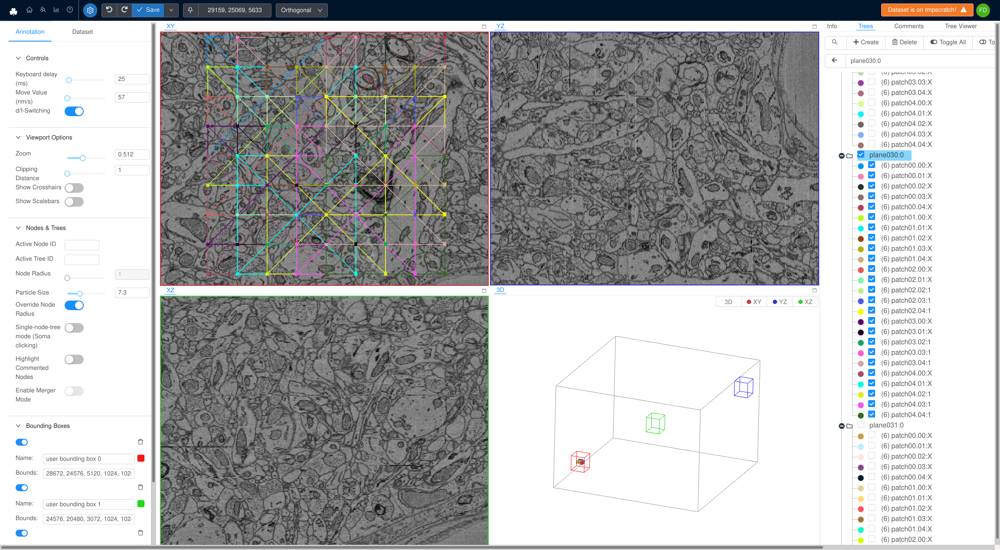 Save
29159, 25069, 5633
Orthogonal
Dataset is on tmpscratch!
FD
Annotation
Dataset
Controls
Keyboard delay
(ms)
25
Move Value
(nm/s)
57
d/f-Switching
Viewport Options
Zoom
0.512
Clipping
Distance
1
Show Crosshairs
Show Scalebars
Nodes & Trees
Active Node ID
Active Tree ID
Node Radius
1
Particle Size
7.3
Override Node
Radius
Single-node-tree
mode (Soma
clicking)
Highlight
Commented
Nodes
Enable Merger
Mode
Bounding Boxes
Name:
user bounding box 0
Bounds:
28672, 24576, 5120, 1024, 102
Name:
user bounding box 1
Bounds:
24576, 20480, 3072, 1024, 102
XY
YZ
XZ
3D
3D
XY
YZ
XZ
Info
Trees
Comments
Tree Viewer
Create
Delete
Toggle All
To
plane030:0
(6) patch03.02:X
(6) patch03.03:X
(6) patch03.04:X
(6) patch04.00:X
(6) patch04.01:X
(6) patch04.02:X
(6) patch04.03:X
(6) patch04.04:X
plane030:0
(6) patch00.00:X
(6) patch00.01:X
(6) patch00.02:X
(6) patch00.03:X
(6) patch00.04:X
(6) patch01.00:X
(6) patch01.01:X
(6) patch01.02:X
(6) patch01.03:X
(6) patch01.04:X
(6) patch02.00:X
(6) patch02.01:X
(6) patch02.02:1
(6) patch02.03:1
(6) patch02.04:1
(6) patch03.00:X
(6) patch03.01:X
(6) patch03.02:1
(6) patch03.03:1
(6) patch03.04:1
(6) patch04.00:X
(6) patch04.01:X
(6) patch04.02:1
(6) patch04.03:1
(6) patch04.04:1
plane031:0
(6) patch00.00:X
(6) patch00.01:X
(6) patch00.02:X
(6) patch00.03:X
(6) patch00.04:X
(6) patch01.00:X
(6) patch01.01:X
(6) patch01.02:X
(6) patch01.03:X
(6) patch01.04:X
(6) patch02.00:X